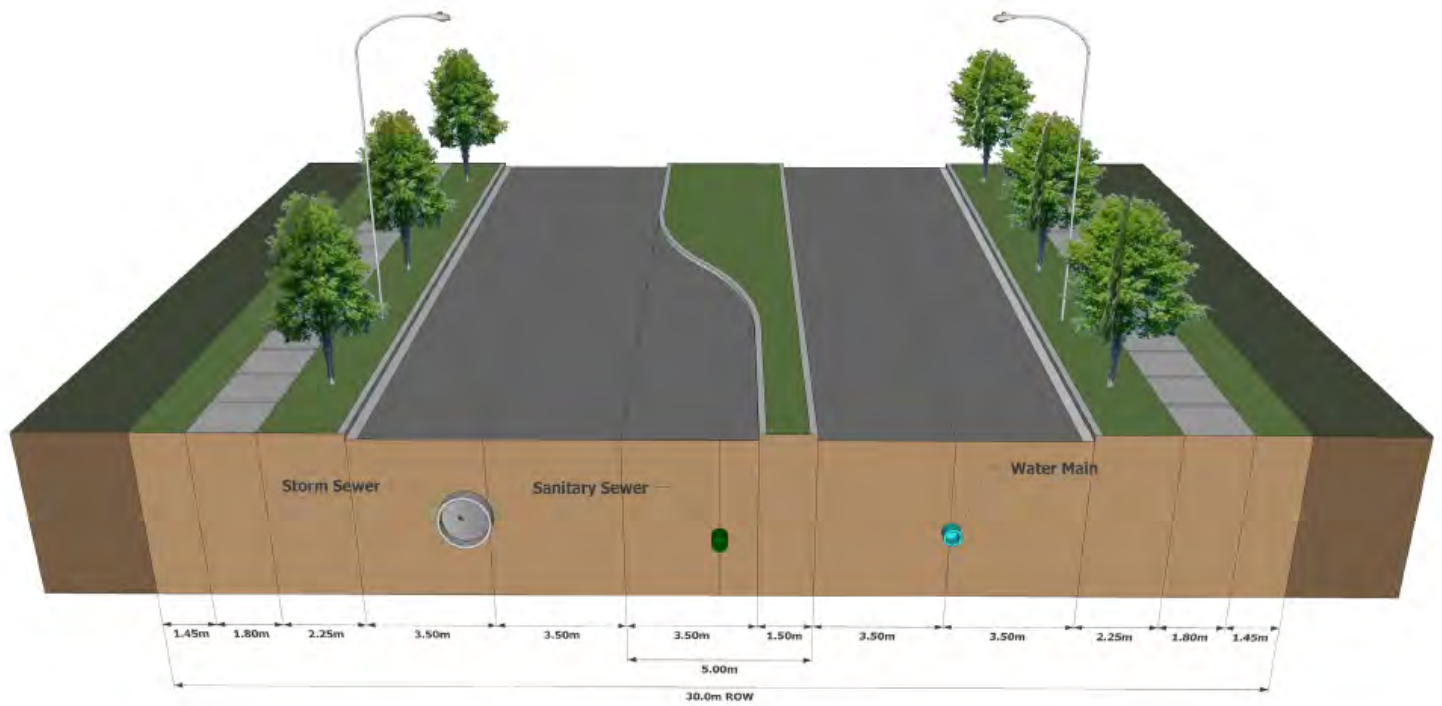 Storm Sewer
Sanitary Sewer
Water Main
1.45m 1.80m 2.25m 3.50m 3.50m 3.50m 1.50m 3.50m 3.50m 2.25m 1.80m 1.45m
5.00m
30.0m ROW